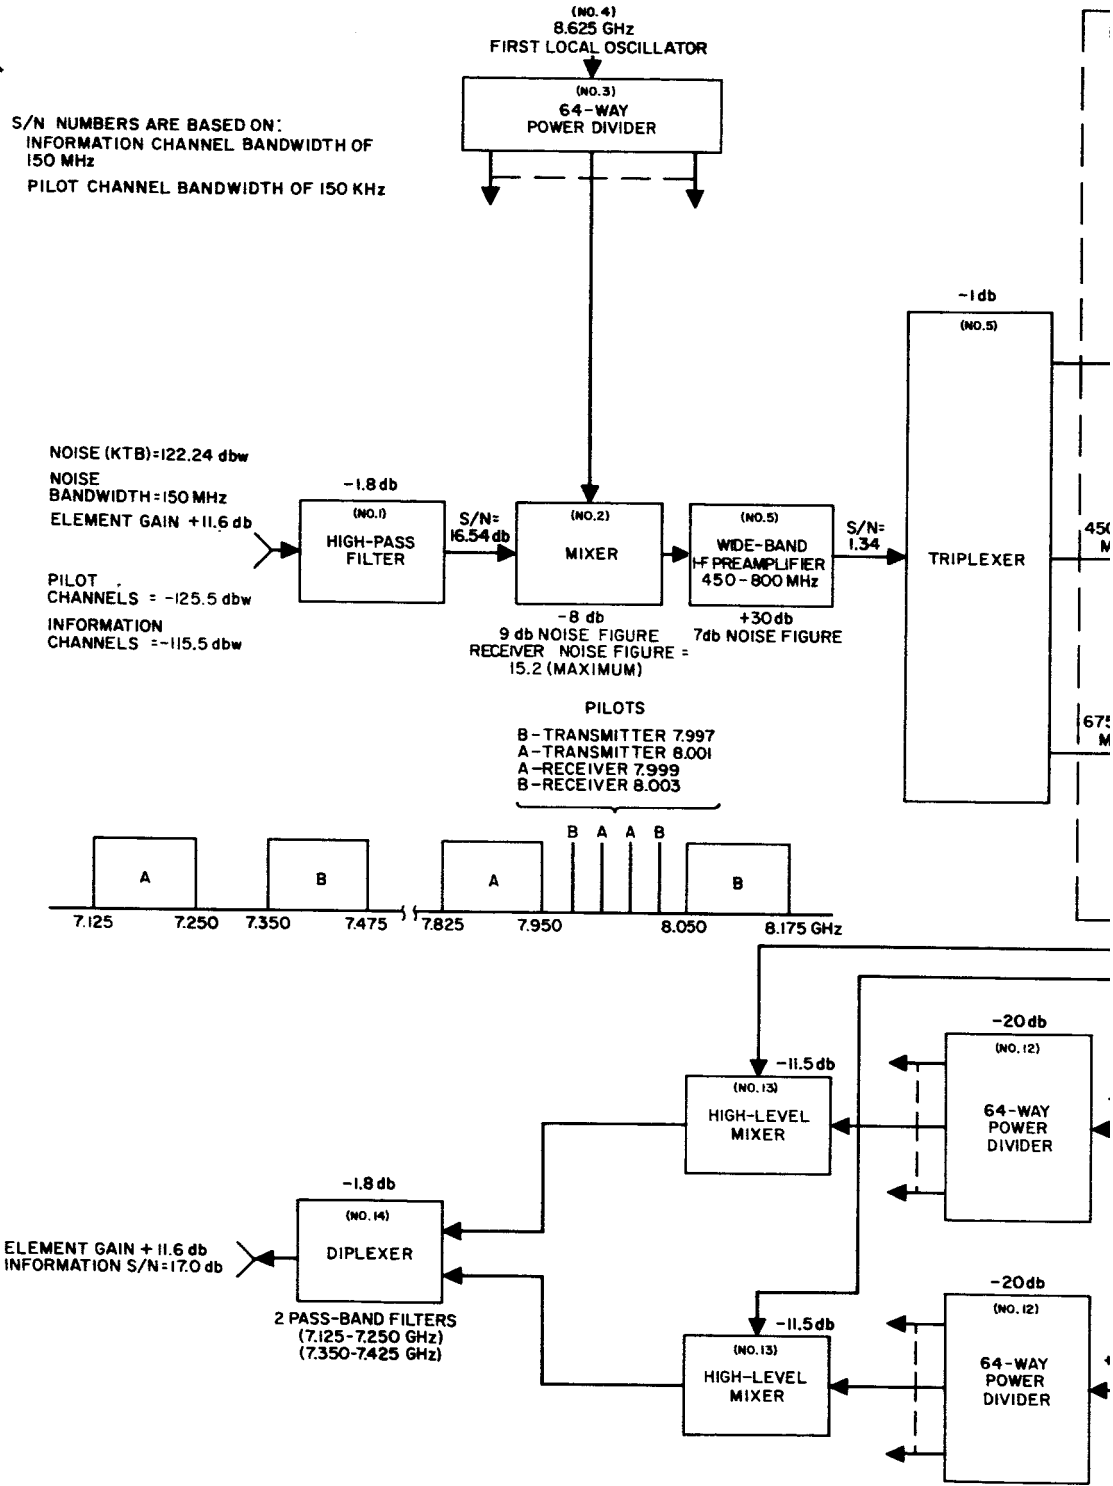 (NO. 4)
8.625 GHz
FIRST LOCAL OSCILLATOR
(NO.3)
64-WAY
POWER DIVIDER
S/N NUMBERS ARE BASED ON:
INFORMATION CHANNEL BANDWIDTH OF
150 MHz
PILOT CHANNEL BANDWIDTH OF 150 KHz
-1 db
(NO.5)
TRIPLEXER
NOISE (KTB)=122.24 dbw
NOISE
BANDWIDTH=150 MHz
ELEMENT GAIN +11.6 db
PILOT
CHANNELS = -125.5 dbw
INFORMATION
CHANNELS =-115.5 dbw
-1.8 db
(NO.1)
HIGH-PASS
FILTER
S/N=
16.54 db
(NO.2)
MIXER
-8 db
9 db NOISE FIGURE
RECEIVER NOISE FIGURE =
15.2 (MAXIMUM)
(NO.5)
WIDE-BAND
I-F PREAMPLIFIER
450-800 MHz
+30 db
7db NOISE FIGURE
S/N=
1.34
450
M
675
M
PILOTS
B-TRANSMITTER 7.997
A-TRANSMITTER 8.001
A-RECEIVER 7.999
B-RECEIVER 8.003
B A A B
A B A B
7.125 7.250 7.350 7.475 7.825 7.950 8.050 8.175 GHz
-11.5 db
(NO.13)
HIGH-LEVEL
MIXER
-20 db
(NO.12)
64-WAY
POWER
DIVIDER
-1.8 db
(NO.14)
DIPLEXER
2 PASS-BAND FILTERS
(7.125-7.250 GHz)
(7.350-7.425 GHz)
ELEMENT GAIN + 11.6 db
INFORMATION S/N=17.0 db
-11.5 db
(NO.13)
HIGH-LEVEL
MIXER
-20 db
(NO.12)
64-WAY
POWER
DIVIDER
+